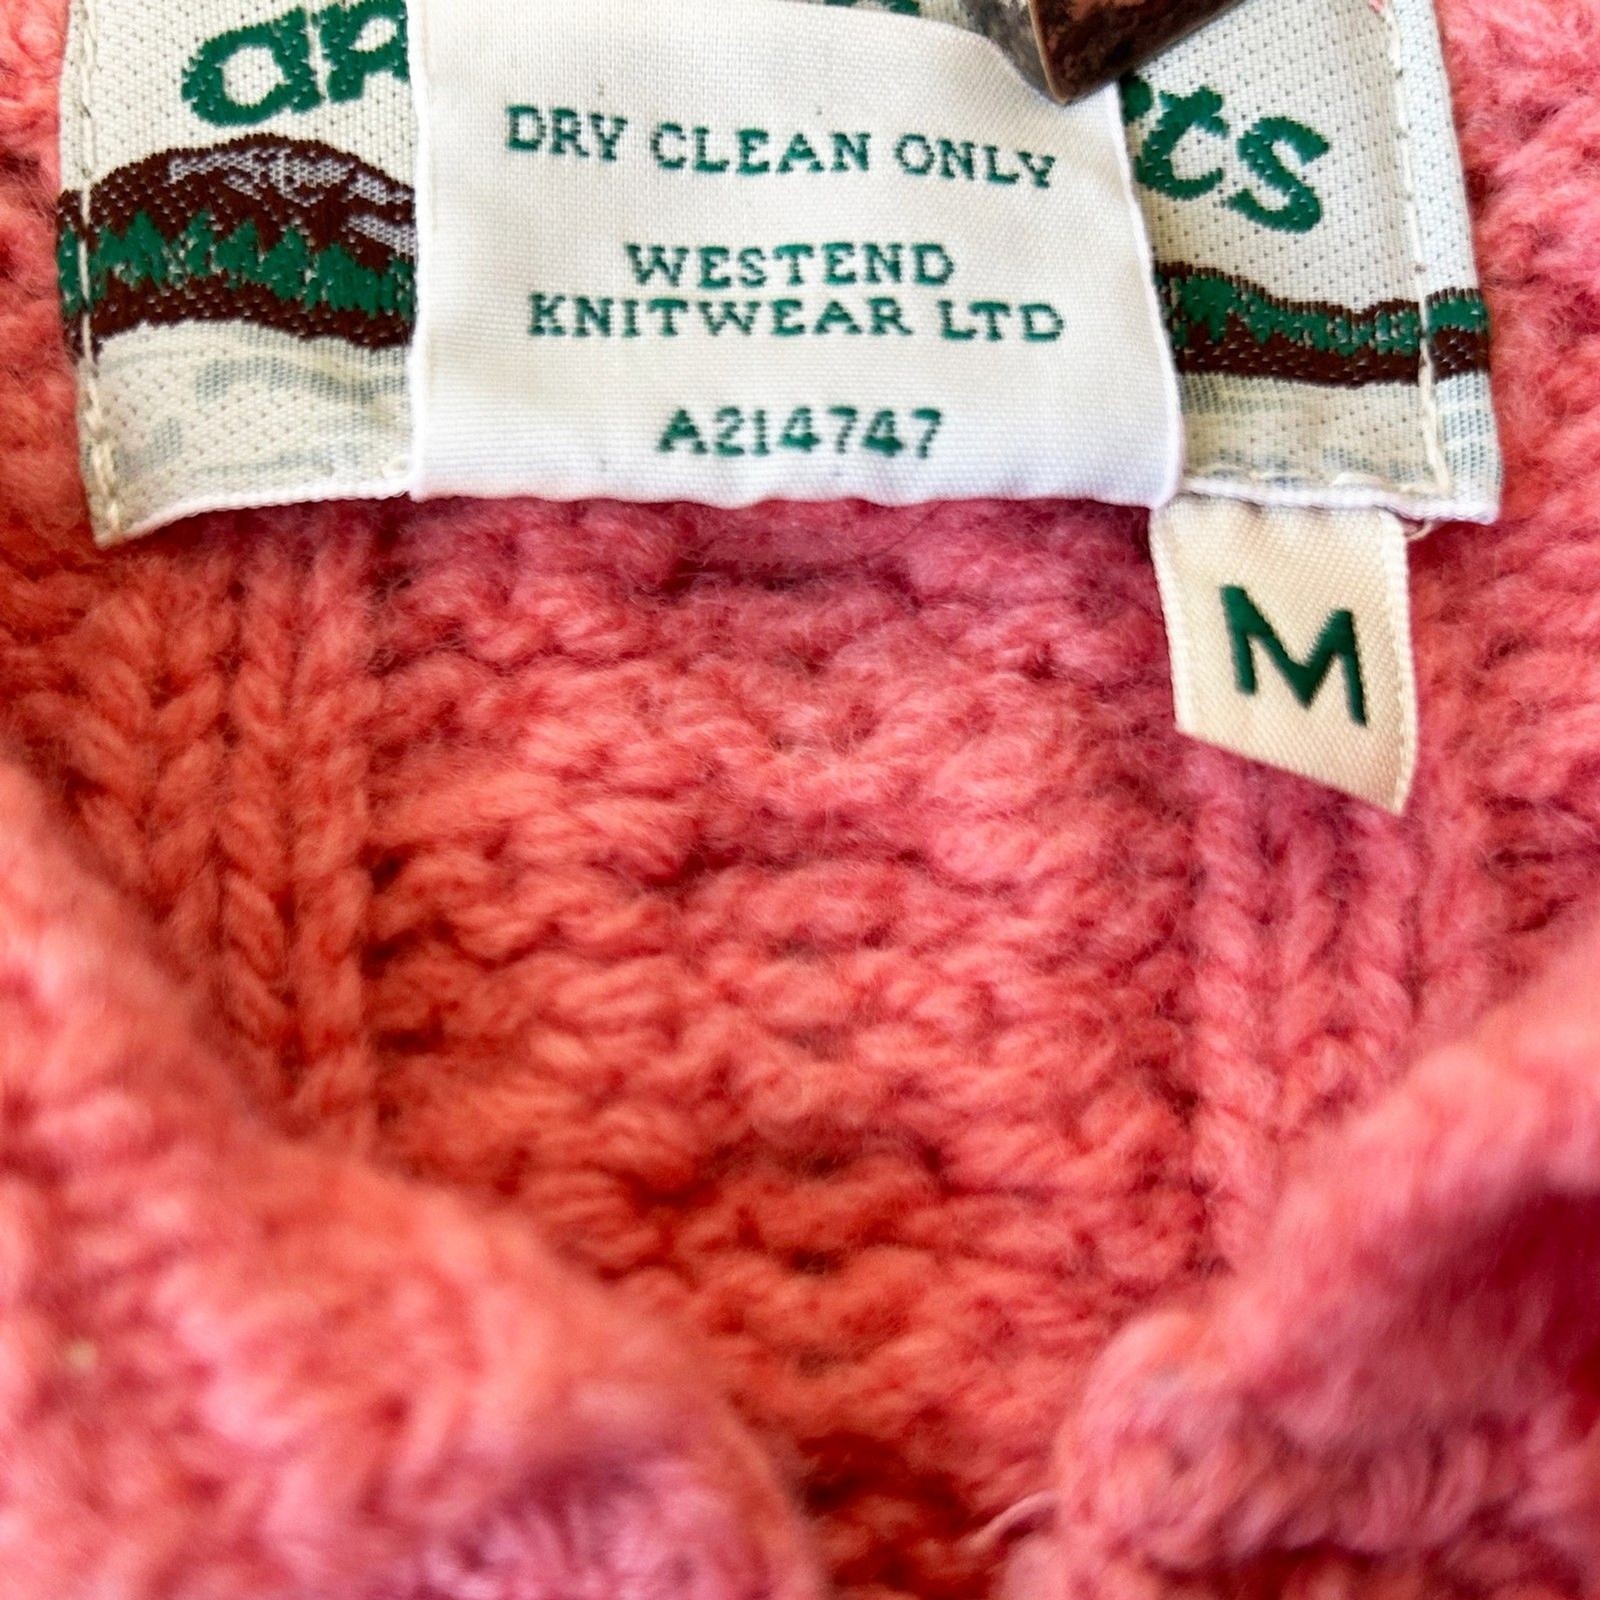 DRY CLEAN ONLY
WESTEND
KNITWEAR LTD
A214747
M